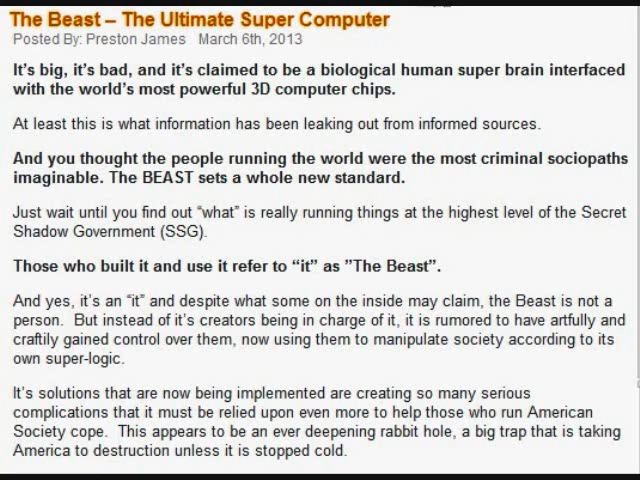 The Beast – The Ultimate Super Computer
Posted By: Preston James   March 6th, 2013
It's big, it's bad, and it's claimed to be a biological human super brain interfaced
with the world's most powerful 3D computer chips.
At least this is what information has been leaking out from informed sources.
And you thought the people running the world were the most criminal sociopaths
imaginable. The BEAST sets a whole new standard.
Just wait until you find out “what” is really running things at the highest level of the Secret
Shadow Government (SSG).
Those who built it and use it refer to “it” as ”The Beast”.
And yes, it's an “it” and despite what some on the inside may claim, the Beast is not a
person.  But instead of it's creators being in charge of it, it is rumored to have artfully and
craftily gained control over them, now using them to manipulate society according to its
own super-logic.
It's solutions that are now being implemented are creating so many serious
complications that it must be relied upon even more to help those who run American
Society cope.  This appears to be an ever deepening rabbit hole, a big trap that is taking
America to destruction unless it is stopped cold.